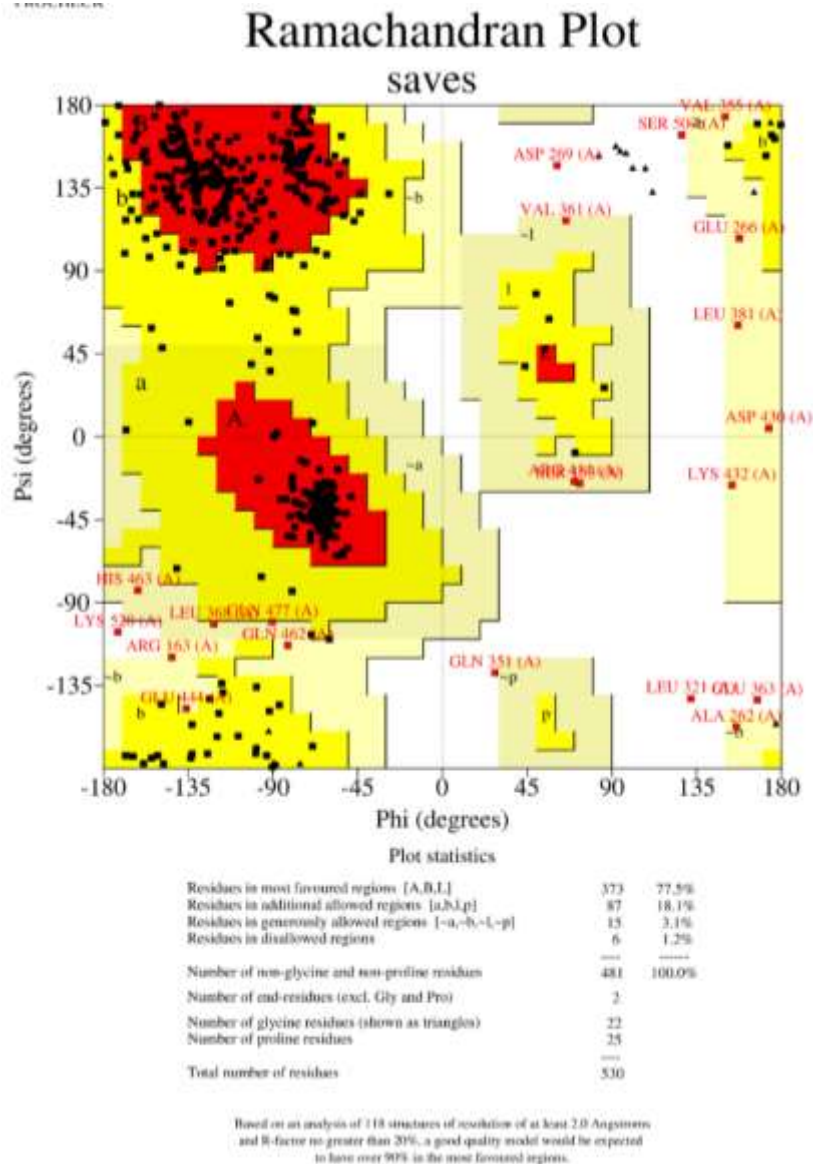 PROCHECK
Ramachandran Plot
saves
180
135
90
45
0
-45
-90
-135
Psi (degrees)
B
b
~b
b
a
A
~a
~l
l
~p
p
b
~b
~b
VAL 355 (A)
ASP 269 (A)
VAL 361 (A)
GLU 266 (A)
LEU 381 (A)
ASP 430 (A)
LYS 432 (A)
HIS 463 (A)
GLN 477 (A)
LYS 520 (A)
GLN 462 (A)
ARG 163 (A)
GLN 351 (A)
GLU 444 (A)
LEU 321 (A)
GLU 363 (A)
ALA 262 (A)
-180 -135 -90 -45 0 45 90 135 180
Phi (degrees)
Plot statistics
Residues in most favoured regions [A,B,L] 373 77.5%
Residues in additional allowed regions [a,b,l,p] 87 18.1%
Residues in generously allowed regions [~a,~b,~l,~p] 15 3.1%
Residues in disallowed regions 6 1.2%
---- ------
Number of non-glycine and non-proline residues 481 100.0%
Number of end-residues (excl. Gly and Pro) 2
Number of glycine residues (shown as triangles) 22
Number of proline residues 25
----
Total number of residues 530
Based on an analysis of 118 structures of resolution of at least 2.0 Angstroms
and R-factor no greater than 20%, a good quality model would be expected
to have over 90% in the most favoured regions.